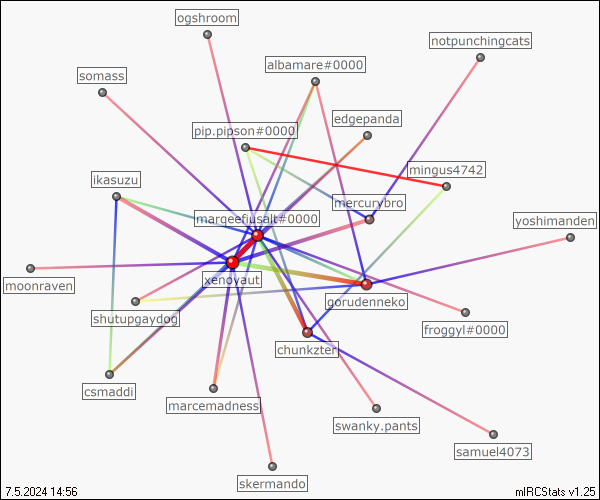 ogshroom
notpunchingcats
albamare#0000
somass
edgepanda
pip.pipson#0000
mingus4742
ikasuzu
mercurybro
marqeefiusalt#0000
yoshimanden
xenoyaut
moonraven
gorudenneko
shutupgaydog
froggyl#0000
chunkzter
csmaddi
marcemadness
swanky.pants
samuel4073
skermando
7.5.2024 14:56
mIRCStats v1.25